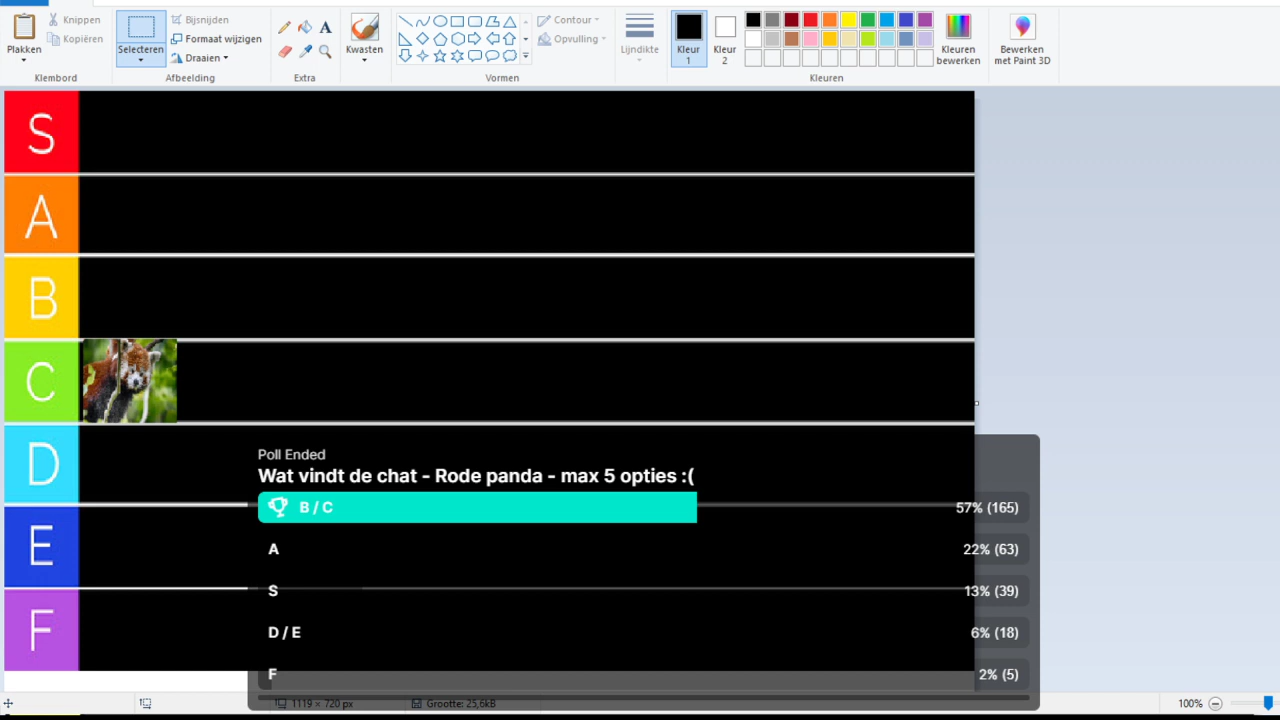 Plakken
Knippen
Kopiëren
Klembord
Selecteren
Bijsnijden
Formaat wijzigen
Draaien
Afbeelding
A
Extra
Kwasten
Contour
Opvulling
Vormen
Lijndikte
Kleur
1
Kleur
2
Kleuren
Kleuren
bewerken
Bewerken
met Paint 3D
S
A
B
C
D
E
F
Poll Ended
Wat vindt de chat - Rode panda - max 5 opties :(
B / C 57% (165)
A 22% (63)
S 13% (39)
D / E 6% (18)
F 2% (5)
1119 × 720 px
Grootte: 25,6kB
100%